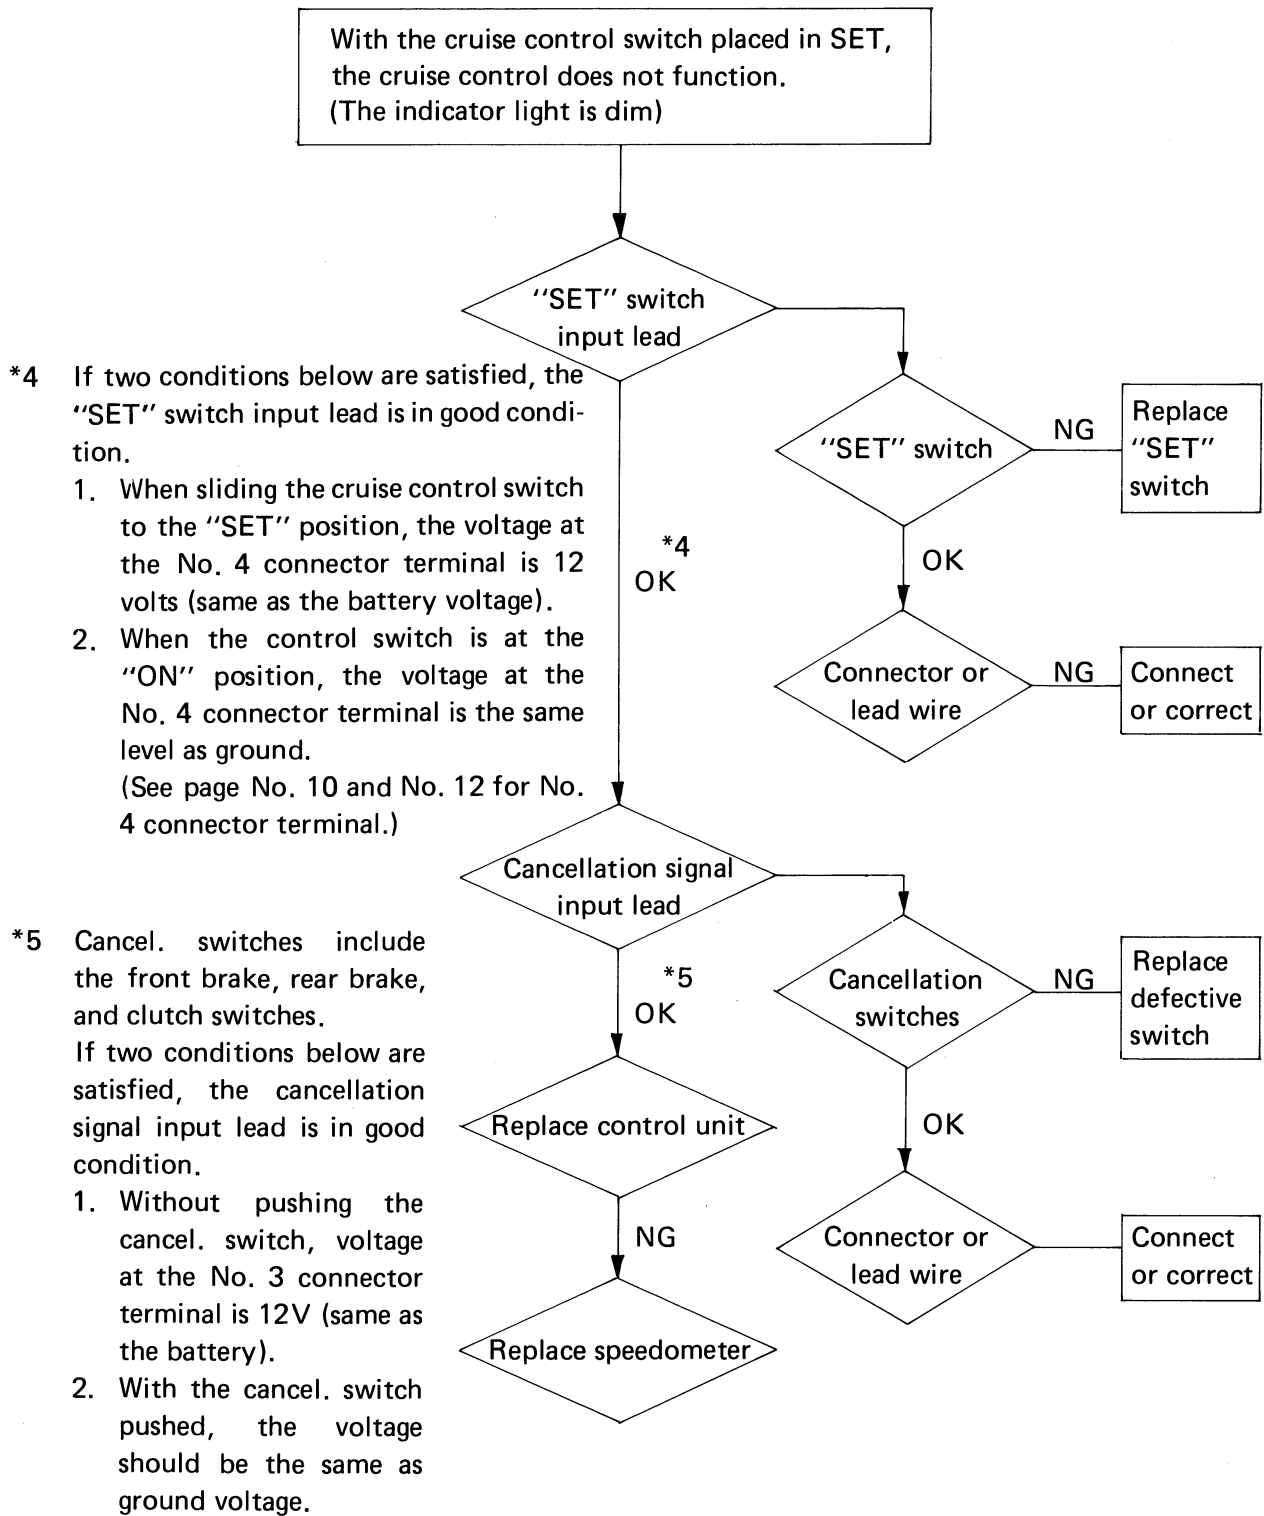 With the cruise control switch placed in SET,
the cruise control does not function.
(The indicator light is dim)
"SET" switch
input lead
*4 If two conditions below are satisfied, the
"SET" switch input lead is in good condi-
tion.
1. When sliding the cruise control switch
to the "SET" position, the voltage at
the No. 4 connector terminal is 12
volts (same as the battery voltage).
2. When the control switch is at the
"ON" position, the voltage at the
No. 4 connector terminal is the same
level as ground.
(See page No. 10 and No. 12 for No.
4 connector terminal.)
*4
OK
"SET" switch
NG
Replace
"SET"
switch
OK
Connector or
lead wire
NG
Connect
or correct
Cancellation signal
input lead
*5 Cancel. switches include
the front brake, rear brake,
and clutch switches.
If two conditions below are
satisfied, the cancellation
signal input lead is in good
condition.
1. Without pushing the
cancel. switch, voltage
at the No. 3 connector
terminal is 12V (same as
the battery).
2. With the cancel. switch
pushed, the voltage
should be the same as
ground voltage.
*5
OK
Cancellation
switches
NG
Replace
defective
switch
Replace control unit
OK
NG
Connector or
lead wire
Connect
or correct
Replace speedometer